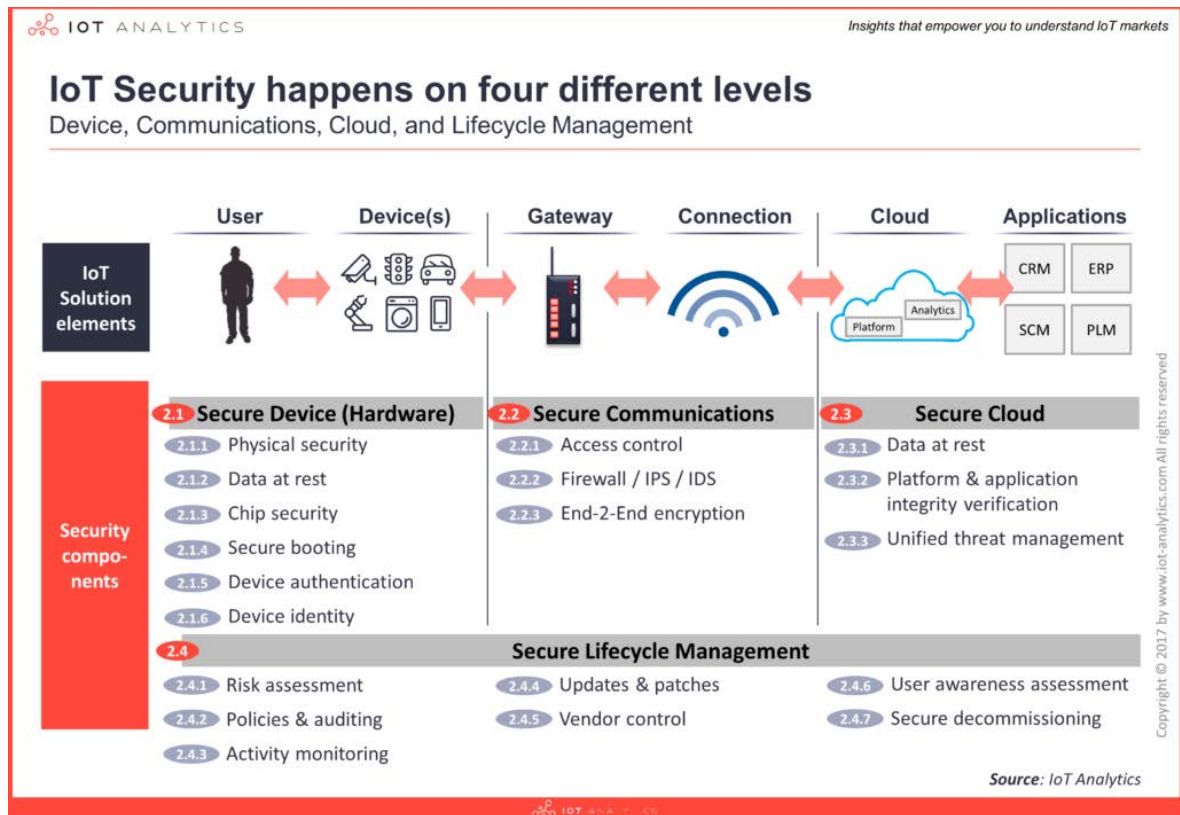 IOT ANALYTICS
Insights that empower you to understand IoT markets
IoT Security happens on four different levels
Device, Communications, Cloud, and Lifecycle Management
User
Device(s)
Gateway
Connection
Cloud
Applications
IoT
Solution
elements
Platform
Analytics
CRM
ERP
SCM
PLM
Security
compo-
nents
2.1 Secure Device (Hardware)
2.1.1 Physical security
2.1.2 Data at rest
2.1.3 Chip security
2.1.4 Secure booting
2.1.5 Device authentication
2.1.6 Device identity
2.2 Secure Communications
2.2.1 Access control
2.2.2 Firewall / IPS / IDS
2.2.3 End-2-End encryption
2.3 Secure Cloud
2.3.1 Data at rest
2.3.2 Platform & application
integrity verification
2.3.3 Unified threat management
2.4 Secure Lifecycle Management
2.4.1 Risk assessment
2.4.2 Policies & auditing
2.4.3 Activity monitoring
2.4.4 Updates & patches
2.4.5 Vendor control
2.4.6 User awareness assessment
2.4.7 Secure decommissioning
Copyright © 2017 by www.iot-analytics.com All rights reserved
Source: IoT Analytics
IOT